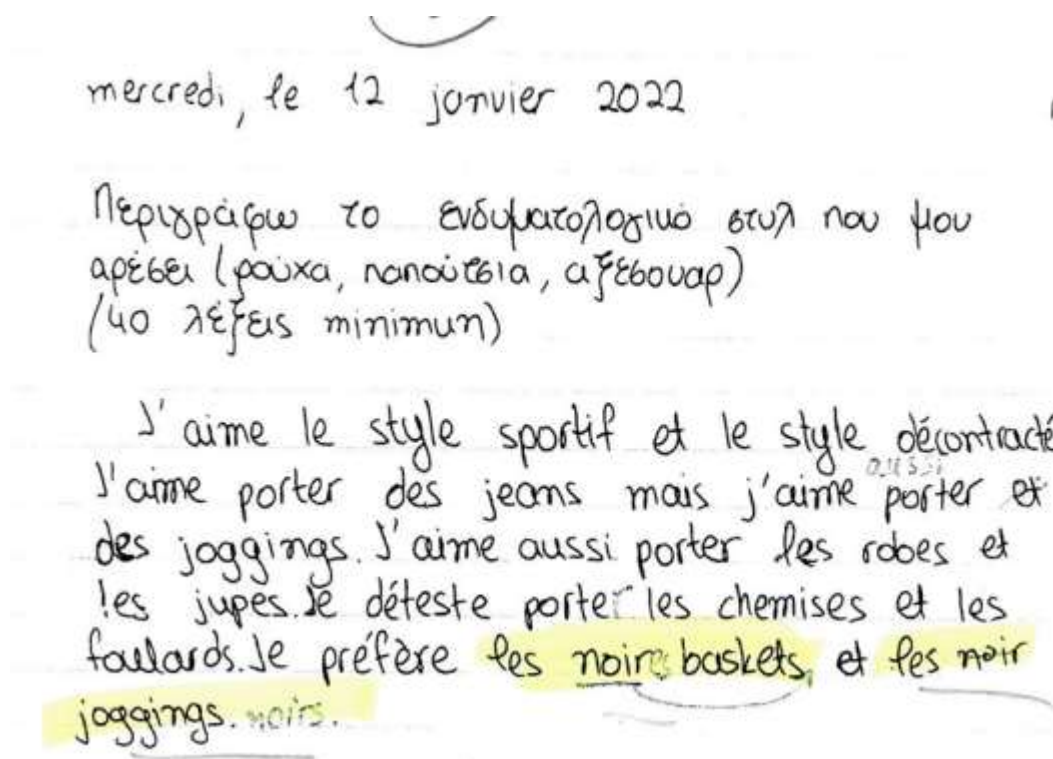 mercredi, le 12 janvier 2022
Περιγράφω το ενδυματολογικό στυλ που μου
αρέσει (ρούχα, παπούτσια, αξεσουάρ)
(40 λέξεις minimun)
J'aime le style sportif et le style décontracté
aussi
J'aime porter des jeans mais j'aime porter et
des joggings. J'aime aussi porter les robes et
les jupes. Je déteste porter les chemises et les
foulards. Je préfère les noires baskets, et les noir
joggings. noirs.